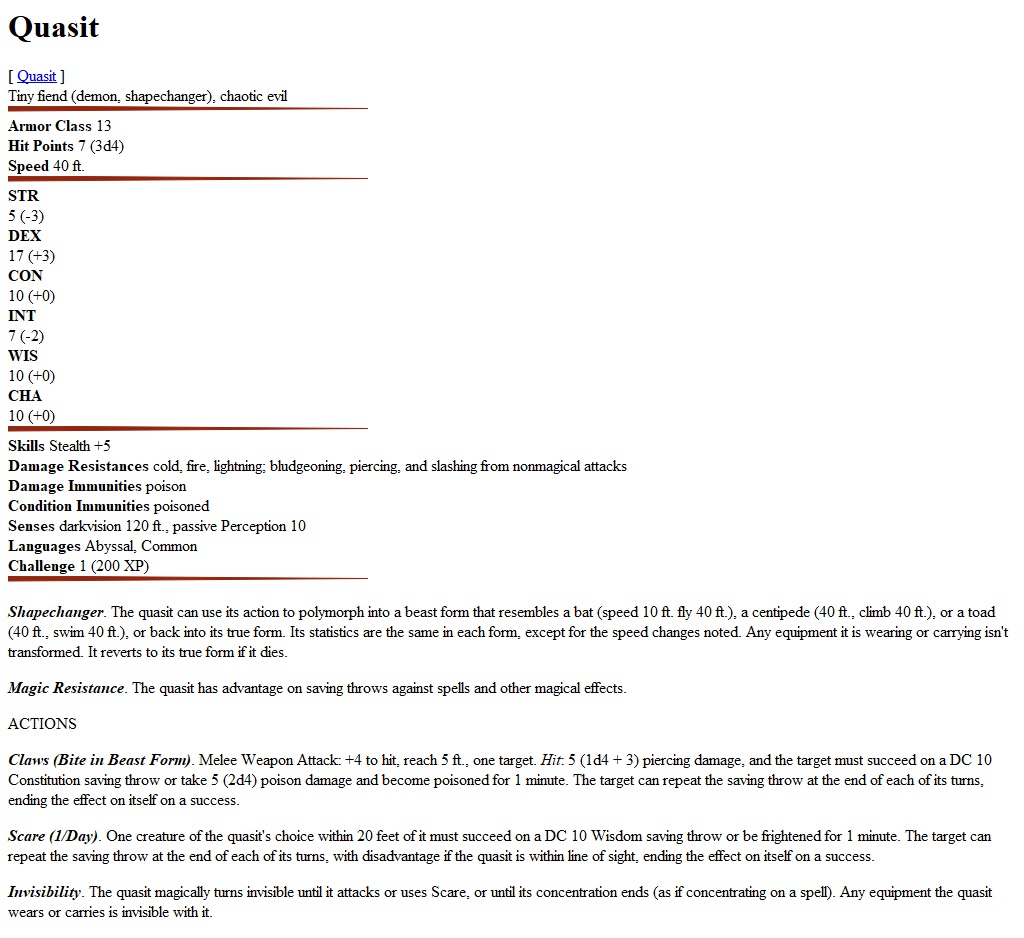 Quasit
[ Quasit ]
Tiny fiend (demon, shapechanger), chaotic evil
Armor Class 13
Hit Points 7 (3d4)
Speed 40 ft.
STR
5 (-3)
DEX
17 (+3)
CON
10 (+0)
INT
7 (-2)
WIS
10 (+0)
CHA
10 (+0)
Skills Stealth +5
Damage Resistances cold, fire, lightning; bludgeoning, piercing, and slashing from nonmagical attacks
Damage Immunities poison
Condition Immunities poisoned
Senses darkvision 120 ft., passive Perception 10
Languages Abyssal, Common
Challenge 1 (200 XP)
Shapechanger. The quasit can use its action to polymorph into a beast form that resembles a bat (speed 10 ft. fly 40 ft.), a centipede (40 ft., climb 40 ft.), or a toad
(40 ft., swim 40 ft.), or back into its true form. Its statistics are the same in each form, except for the speed changes noted. Any equipment it is wearing or carrying isn't
transformed. It reverts to its true form if it dies.
Magic Resistance. The quasit has advantage on saving throws against spells and other magical effects.
ACTIONS
Claws (Bite in Beast Form). Melee Weapon Attack: +4 to hit, reach 5 ft., one target. Hit: 5 (1d4 + 3) piercing damage, and the target must succeed on a DC 10
Constitution saving throw or take 5 (2d4) poison damage and become poisoned for 1 minute. The target can repeat the saving throw at the end of each of its turns,
ending the effect on itself on a success.
Scare (1/Day). One creature of the quasit's choice within 20 feet of it must succeed on a DC 10 Wisdom saving throw or be frightened for 1 minute. The target can
repeat the saving throw at the end of each of its turns, with disadvantage if the quasit is within line of sight, ending the effect on itself on a success.
Invisibility. The quasit magically turns invisible until it attacks or uses Scare, or until its concentration ends (as if concentrating on a spell). Any equipment the quasit
wears or carries is invisible with it.